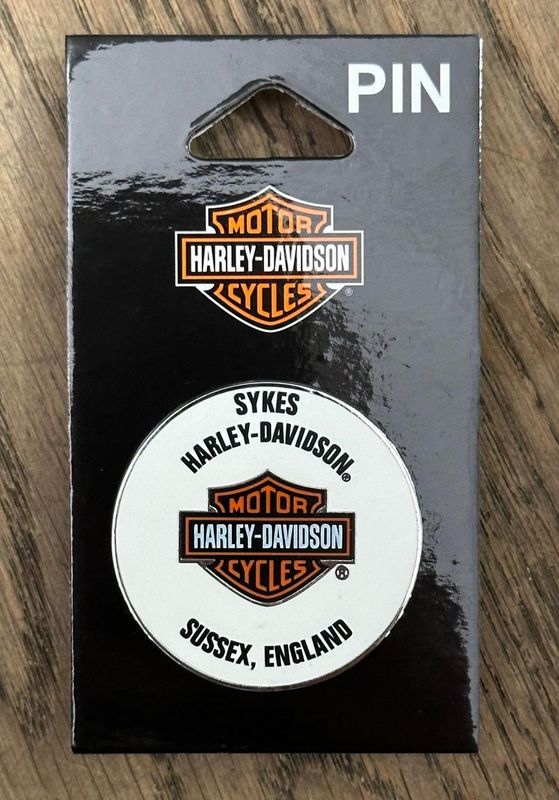 PIN
MOTOR
HARLEY-DAVIDSON
CYCLES
®
SYKES
HARLEY-DAVIDSON®
MOTOR
HARLEY-DAVIDSON
CYCLES
®
SUSSEX, ENGLAND